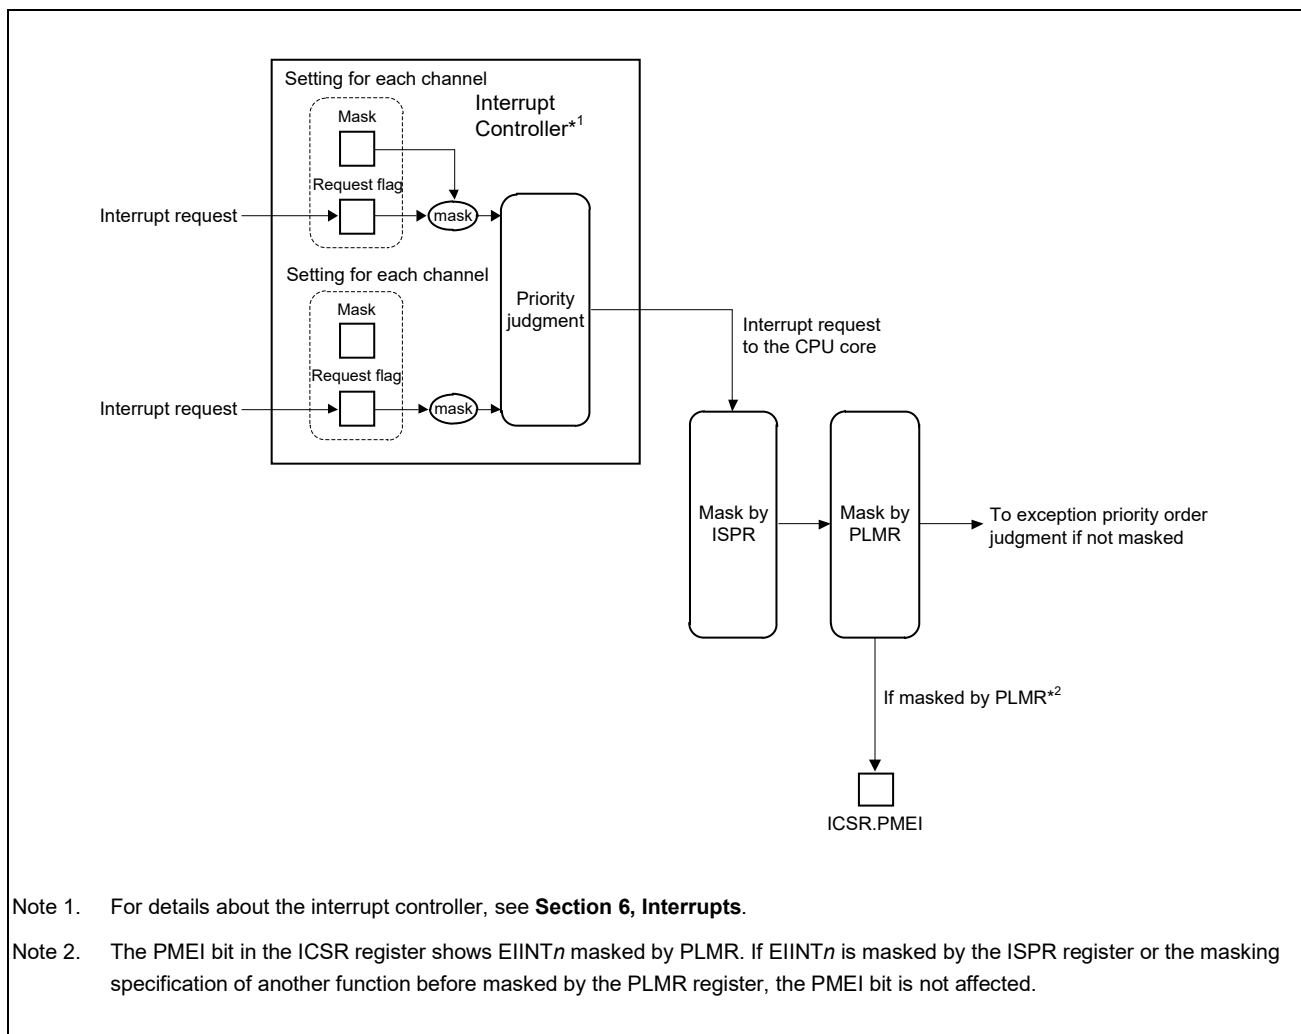 Setting for each channel
Interrupt
Controller*1
Mask
Request flag
Interrupt request
mask
Setting for each channel
Mask
Priority
judgment
Request flag
Interrupt request
mask
Interrupt request
to the CPU core
Mask by
ISPR
Mask by
PLMR
To exception priority order
judgment if not masked
If masked by PLMR*2
ICSR.PMEI
Note 1. For details about the interrupt controller, see Section 6, Interrupts.
Note 2. The PMEI bit in the ICSR register shows EIINTn masked by PLMR. If EIINTn is masked by the ISPR register or the masking
specification of another function before masked by the PLMR register, the PMEI bit is not affected.